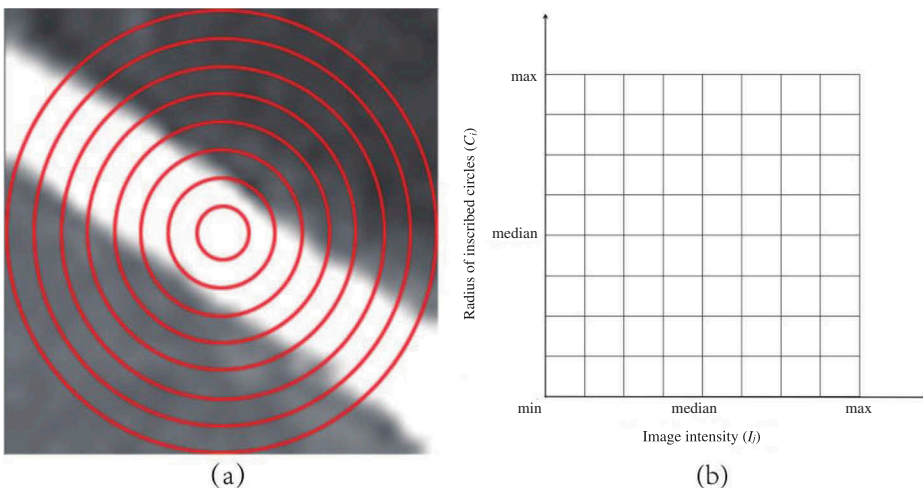 max
median
min
median
max
Radius of inscribed circles (Ci)
Image intensity (Ij)
(a)
(b)